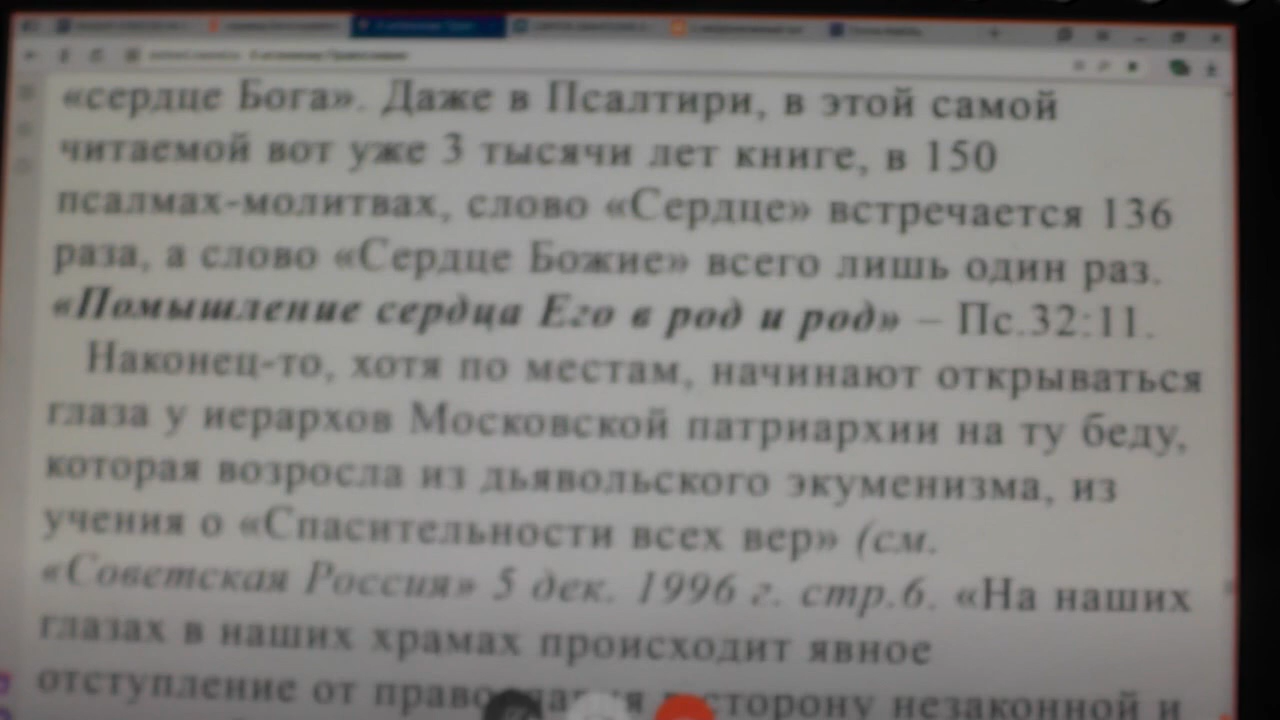 «сердце Бога». Даже в Псалтири, в этой самой
читаемой вот уже 3 тысячи лет книге, в 150
псалмах-молитвах, слово «Сердце» встречается 136
раза, а слово «Сердце Божие» всего лишь один раз.
«Помышление сердца Его в род и род» – Пс.32:11.
Наконец-то, хотя по местам, начинают открываться
глаза у иерархов Московской патриархии на ту беду,
которая возросла из дьявольского экуменизма, из
учения о «Спасительности всех вер» (см.
«Советская Россия» 5 дек. 1996 г. стр.6. «На наших
глазах в наших храмах происходит явное
отступление от сторону незаконной и